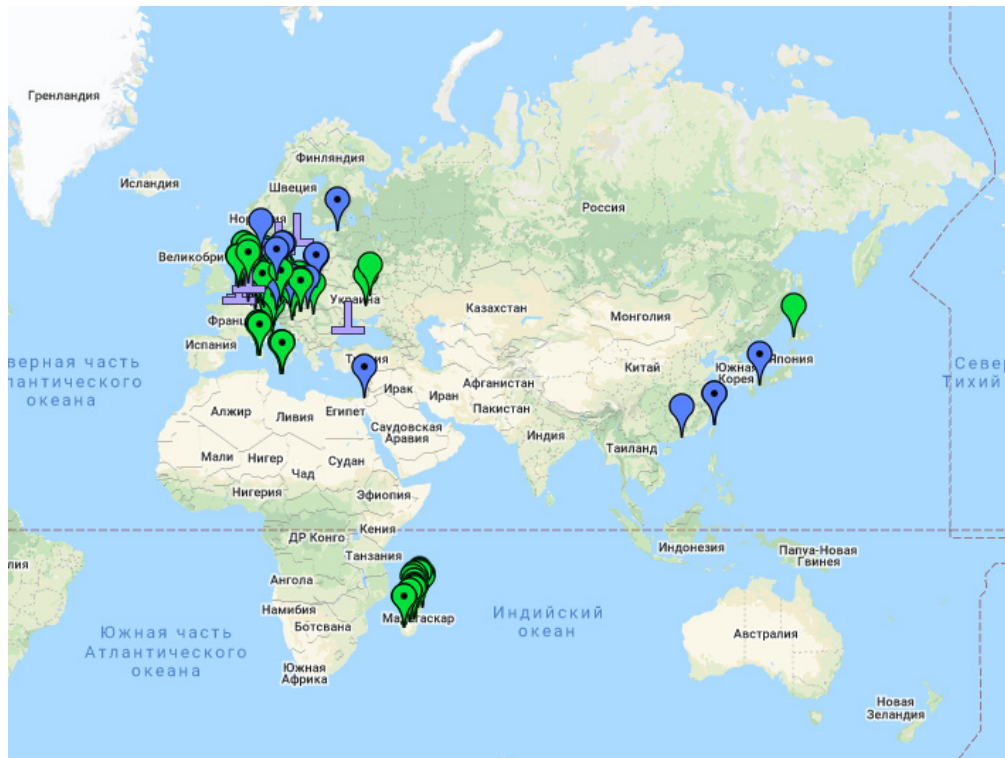 Гренландия
Финляндия
Исландия
Швеция
Россия
Великобри
Украина
Казахстан
Монголия
Испания
Япония
Южная
Корея
Китай
верная часть
океана
Север
Тихий
Афганистан
Ирак
Иран
Пакистан
Алжир
Ливия
Египет
Саудовская
Аравия
Индия
Таиланд
Мали
Нигер
Судан
Чад
Нигерия
Эфиопия
ДР Конго
Кения
Танзания
Индонезия
Папуа-Новая
Гвинея
лия
Ангола
Намибия
Ботсвана
Индийский
океан
Южная часть
Атлантического
океана
Австралия
Южная
Африка
Новая
Зеландия